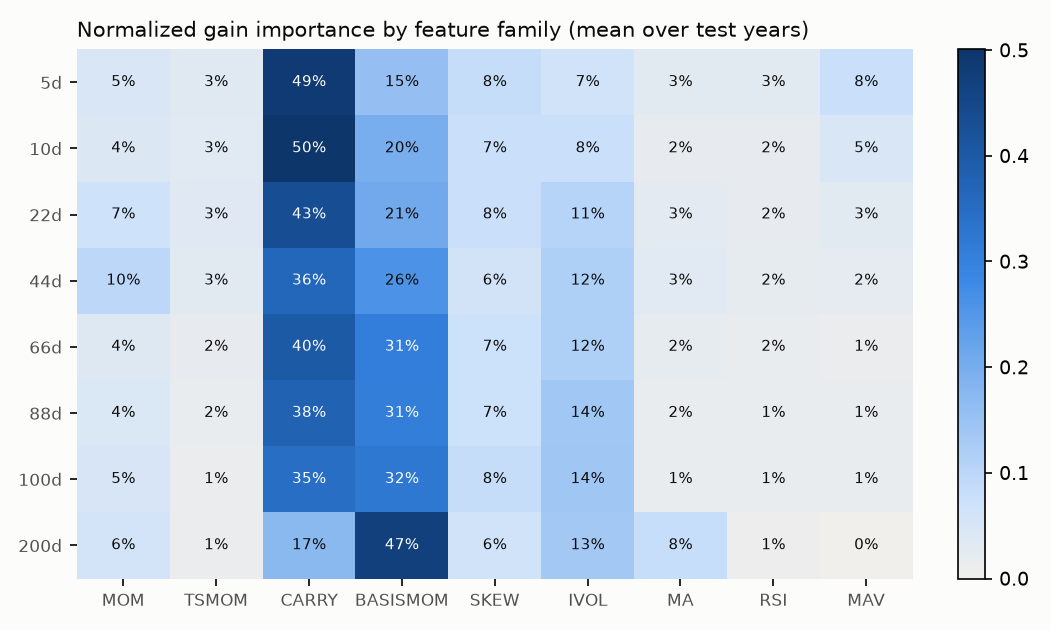 Normalized gain importance by feature family (mean over test years)
5d 5% 3% 49% 15% 8% 7% 3% 3% 8%
10d 4% 3% 50% 20% 7% 8% 2% 2% 5%
22d 7% 3% 43% 21% 8% 11% 3% 2% 3%
44d 10% 3% 36% 26% 6% 12% 3% 2% 2%
66d 4% 2% 40% 31% 7% 12% 2% 2% 1%
88d 4% 2% 38% 31% 7% 14% 2% 1% 1%
100d 5% 1% 35% 32% 8% 14% 1% 1% 1%
200d 6% 1% 17% 47% 6% 13% 8% 1% 0%
MOM TSMOM CARRY BASISMOM SKEW IVOL MA RSI MAV
0.5
0.4
0.3
0.2
0.1
0.0